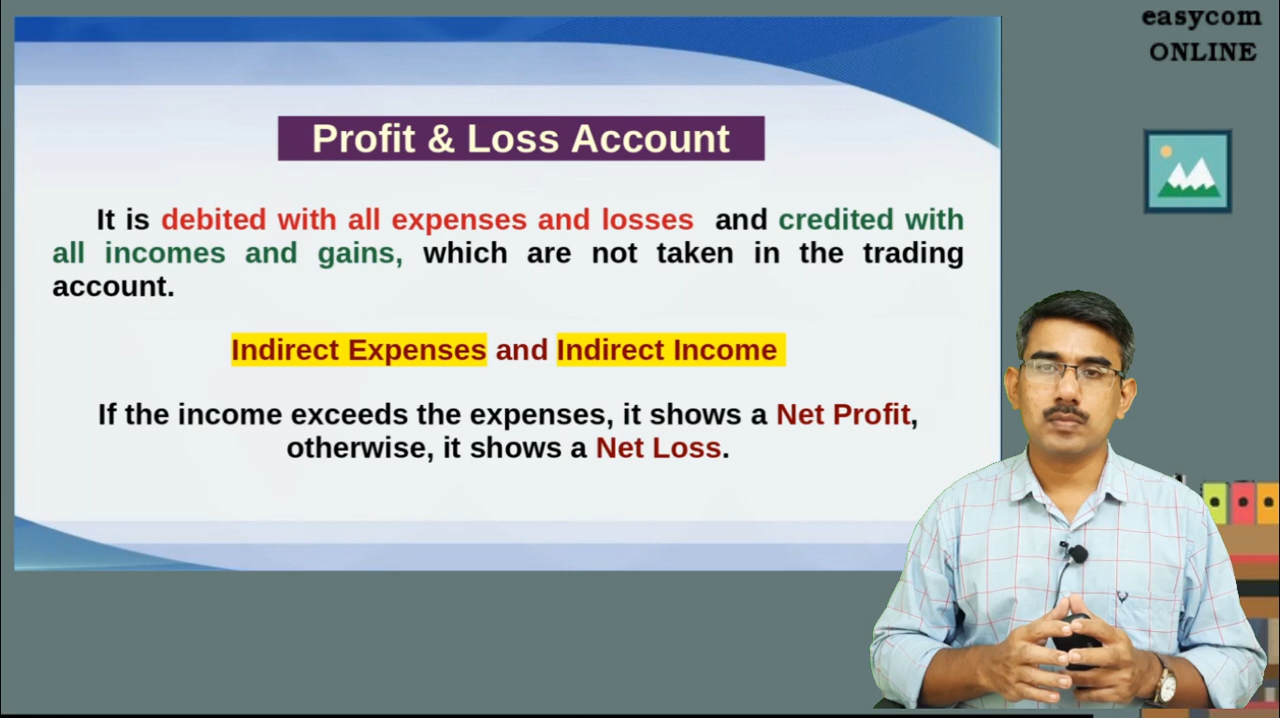 easycom
ONLINE
Profit & Loss Account
It is debited with all expenses and losses and credited with
all incomes and gains, which are not taken in the trading
account.
Indirect Expenses and Indirect Income
If the income exceeds the expenses, it shows a Net Profit,
otherwise, it shows a Net Loss.